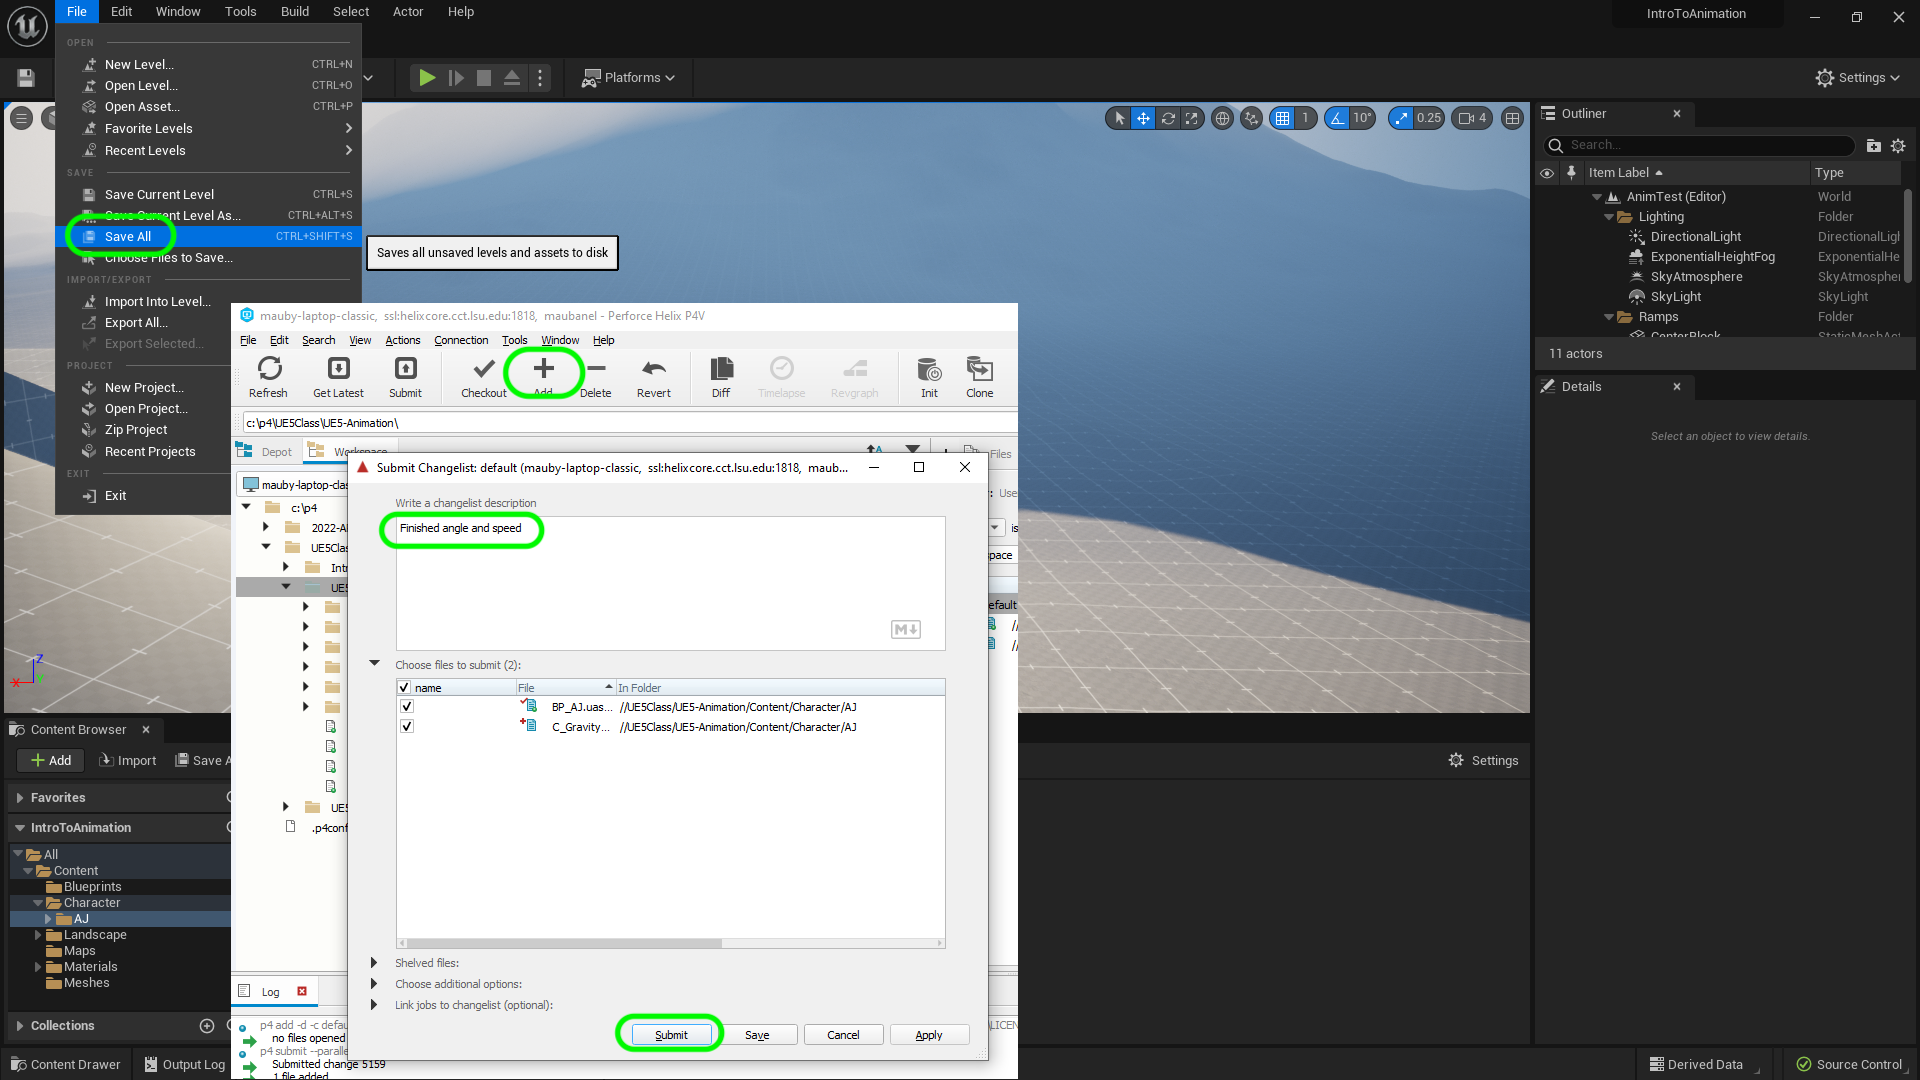 File
Edit
Window
Tools
Build
Select
Actor
Help
IntroToAnimation
OPEN
New Level... CTRL+N
Open Level... CTRL+O
Open Asset... CTRL+P
Favorite Levels
Recent Levels
SAVE
Save Current Level CTRL+S
Save Current Level As... CTRL+ALT+S
Save All CTRL+SHIFT+S
Choose Files to Save...
IMPORT/EXPORT
Import Into Level...
Export All...
Export Selected...
PROJECT
New Project...
Open Project...
Zip Project
Recent Projects
EXIT
Exit
Saves all unsaved levels and assets to disk
Platforms
Settings
1
10°
0.25
4
Outliner
Search...
Item Label Type
AnimTest (Editor) World
Lighting Folder
DirectionalLight DirectionalLigl
ExponentialHeightFog ExponentialHe
SkyAtmosphere SkyAtmospher
SkyLight SkyLight
Ramps Folder
CenterBlock StaticMeshAct
11 actors
Details
Select an object to view details.
Z
X
Y
mauby-laptop-classic, ssl:helixcore.cct.lsu.edu:1818, maubanel - Perforce Helix P4V
File Edit Search View Actions Connection Tools Window Help
Refresh Get Latest Submit Checkout Add Delete Revert Diff Timelapse Revgraph Init Clone
c:\p4\UE5Class\UE5-Animation\
Depot Workspace
Files
mauby-laptop-clas
c:\p4
2022-A
UE5Clas
Intr
UE5
UE5
.p4conf
Use
is
space
efault
//
//
Submit Changelist: default (mauby-laptop-classic, ssl:helixcore.cct.lsu.edu:1818, maub...
Write a changelist description
Finished angle and speed
M
Choose files to submit (2):
name File In Folder
BP_AJ.uas... //UE5Class/UE5-Animation/Content/Character/AJ
C_Gravity... //UE5Class/UE5-Animation/Content/Character/AJ
Shelved files:
Choose additional options:
Link jobs to changelist (optional):
Submit Save Cancel Apply
Log
p4 add -d -c defau
no files opened
p4 submit --paralle
Submitted change 5159
1 file added
\LICEN
Content Browser
Add Import Save A
Settings
Favorites
IntroToAnimation
All
Content
Blueprints
Character
AJ
Landscape
Maps
Materials
Meshes
Collections
Content Drawer Output Log
Derived Data Source Control